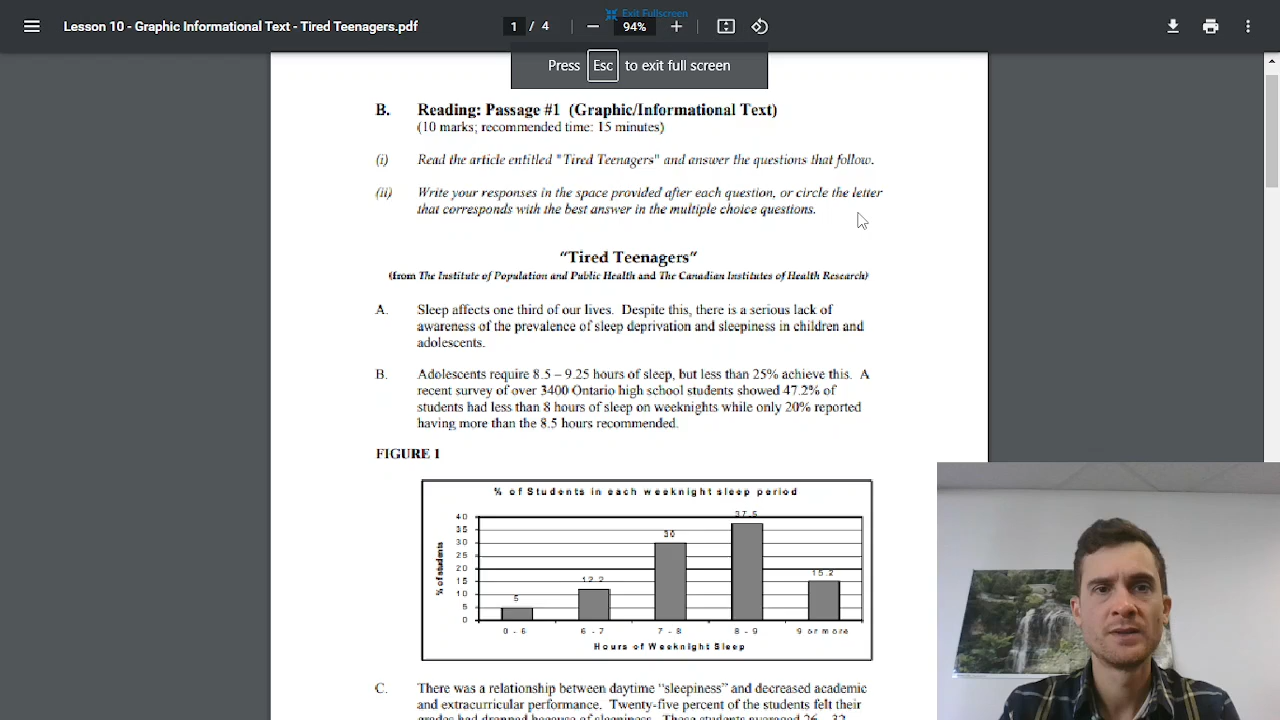 Lesson 10 - Graphic Informational Text - Tired Teenagers.pdf
1 / 4
94%
Exit Fullscreen
Press Esc to exit full screen
B. Reading: Passage #1 (Graphic/Informational Text)
(10 marks; recommended time: 15 minutes)
(i) Read the article entitled "Tired Teenagers" and answer the questions that follow.
(ii) Write your responses in the space provided after each question, or circle the letter
that corresponds with the best answer in the multiple choice questions.
"Tired Teenagers"
(from The Institute of Population and Public Health and The Canadian Institutes of Health Research)
A. Sleep affects one third of our lives. Despite this, there is a serious lack of
awareness of the prevalence of sleep deprivation and sleepiness in children and
adolescents.
B. Adolescents require 8.5 – 9.25 hours of sleep, but less than 25% achieve this. A
recent survey of over 3400 Ontario high school students showed 47.2% of
students had less than 8 hours of sleep on weeknights while only 20% reported
having more than the 8.5 hours recommended.
FIGURE 1
% of Students in each weeknight sleep period
% of students
40
35
30
25
20
15
10
5
0
5
12.2
30
37.5
15.2
0 - 6
6 - 7
7 - 8
8 - 9
9 or more
Hours of Weeknight Sleep
C. There was a relationship between daytime "sleepiness" and decreased academic
and extracurricular performance. Twenty-five percent of the students felt their
grades had dropped because of sleepiness. These students averaged 26 – 32